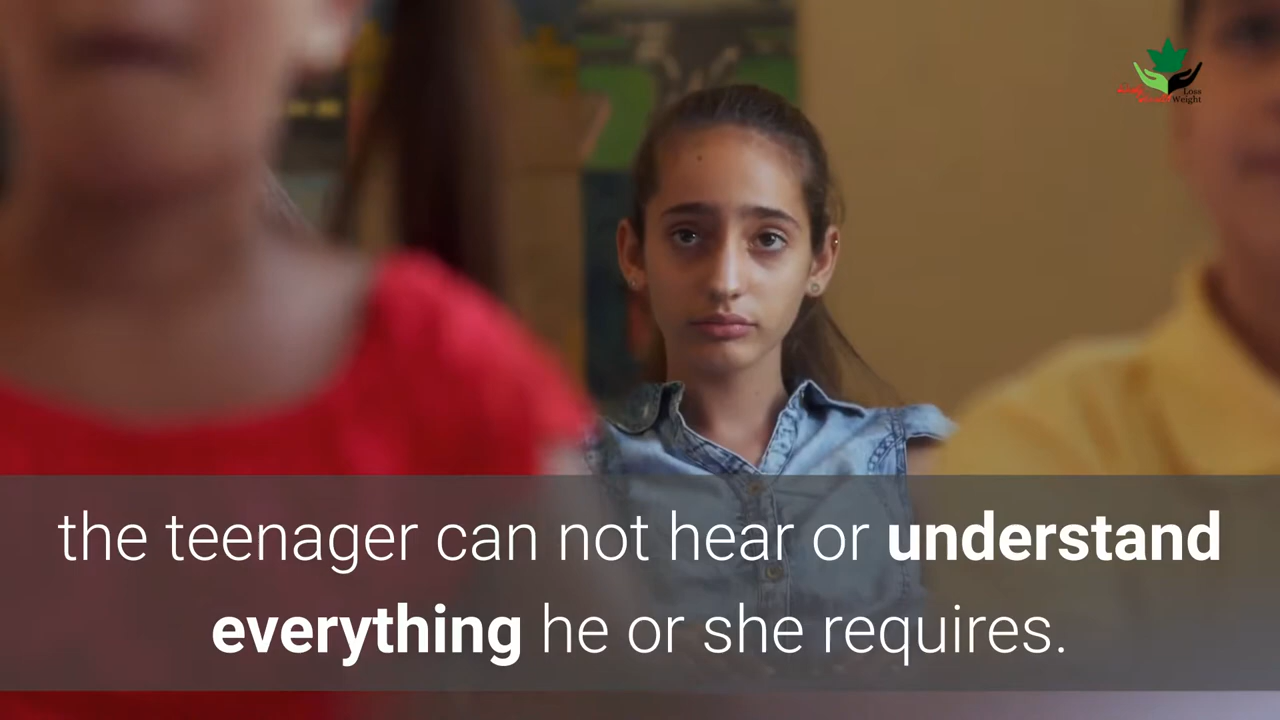 Loss
Weight
the teenager can not hear or understand
everything he or she requires.